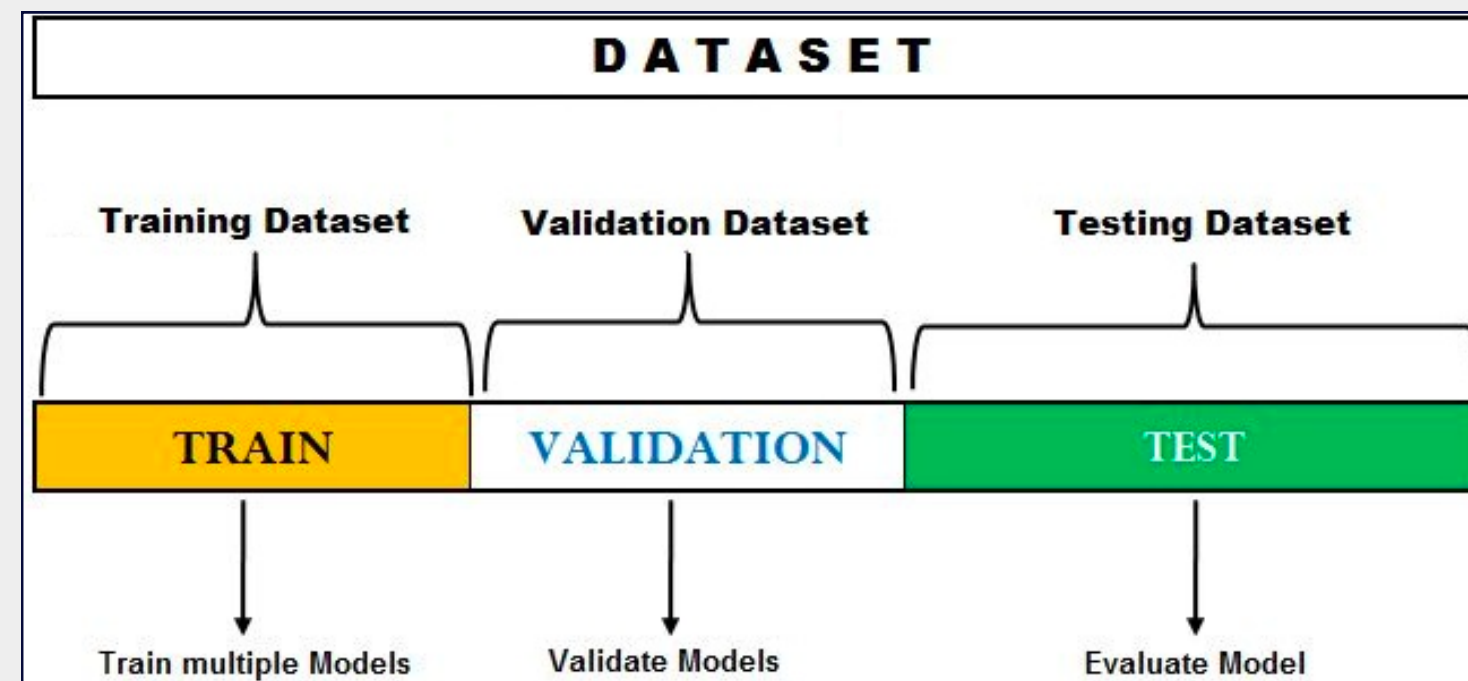 DATASET
Training Dataset Validation Dataset Testing Dataset
TRAIN VALIDATION TEST
Train multiple Models Validate Models Evaluate Model